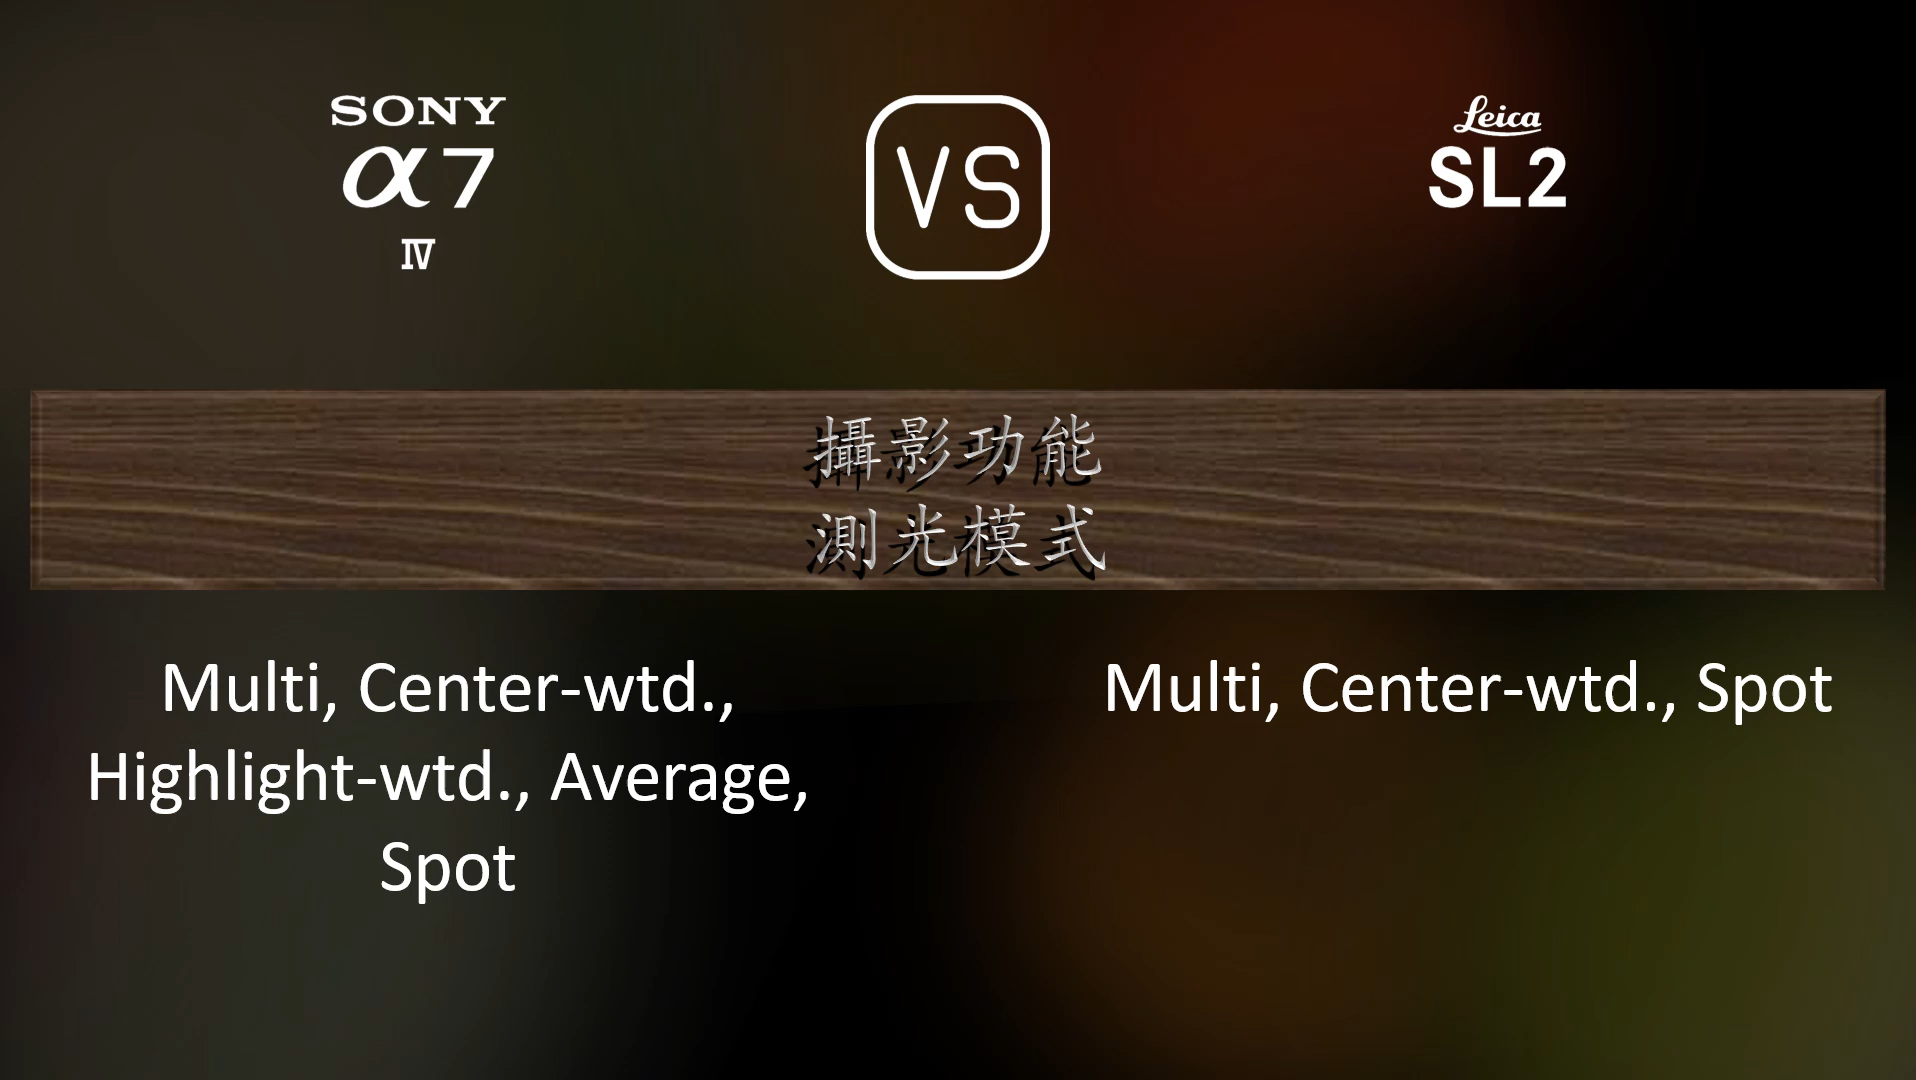 SONY
α7
IV
VS
Leica
SL2
攝影功能
測光模式
Multi, Center-wtd.,
Highlight-wtd., Average,
Spot
Multi, Center-wtd., Spot